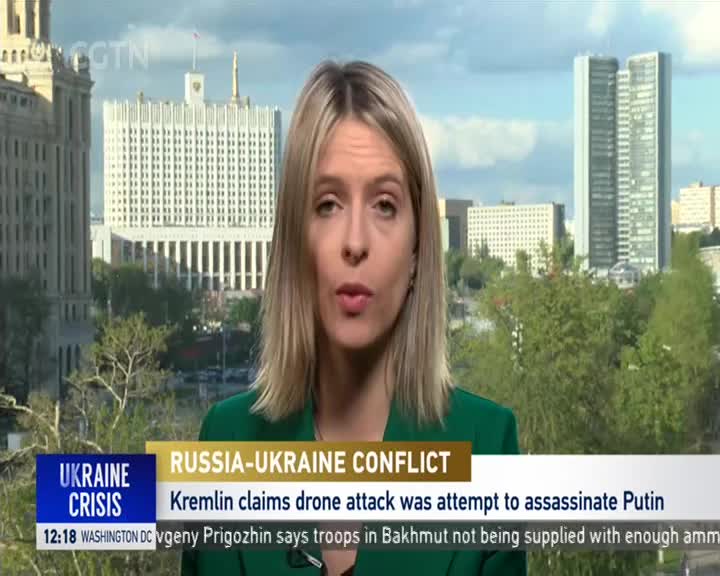 CGTN
RUSSIA-UKRAINE CONFLICT
UKRAINE
CRISIS
Kremlin claims drone attack was attempt to assassinate Putin
12:18 WASHINGTON DC
vgeny Prigozhin says troops in Bakhmut not being supplied with enough amm